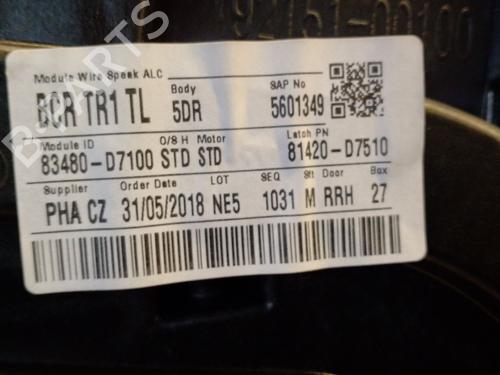 Module Wire Speak ALC Body SAP No
BCR TR1 TL 5DR 5601349
Module ID O/S H Motor Latch PN
83480-D7100 STD STD 81420-D7510
Supplier Order Date LOT SEQ Sft Door Box
PHA CZ 31/05/2018 NE5 1031 M RRH 27
B-PARTS